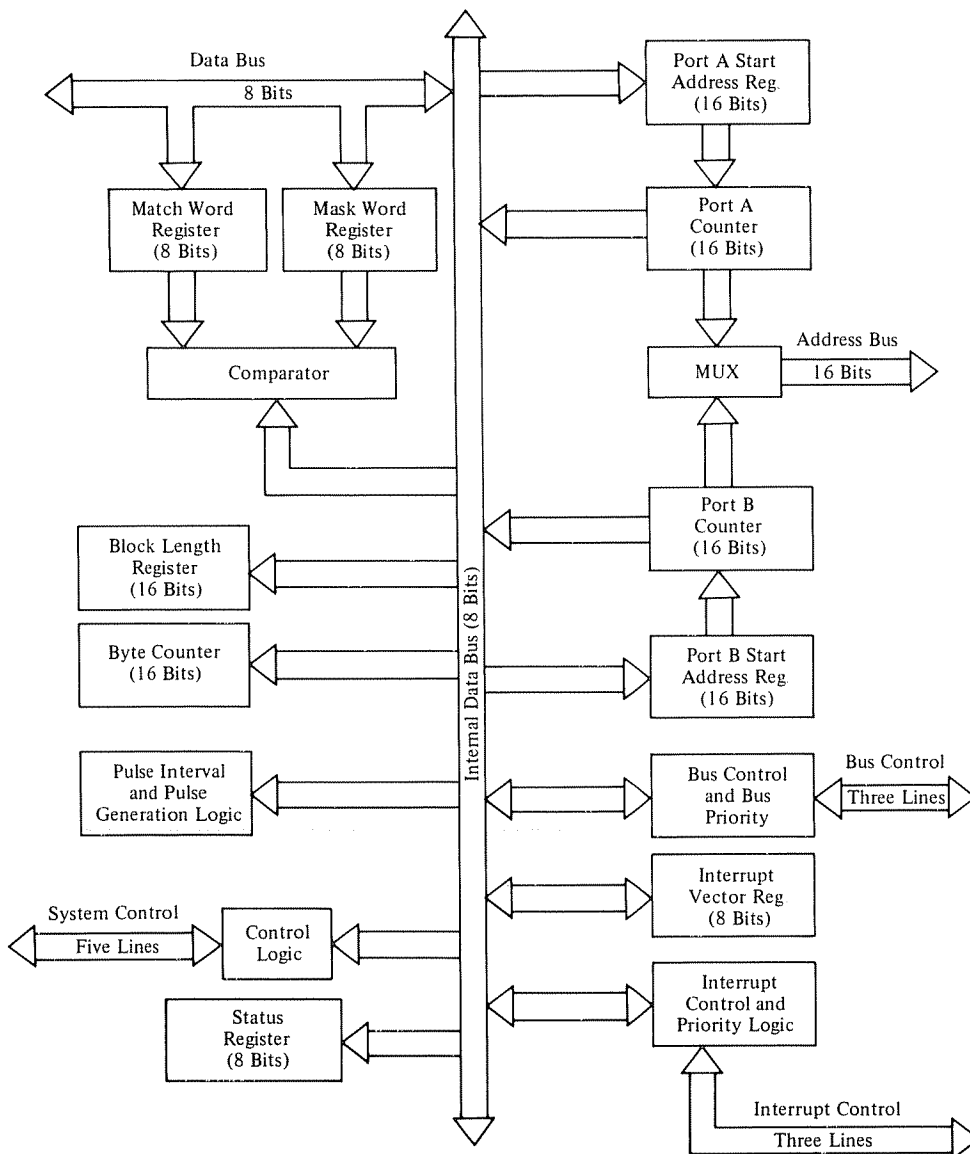 Data Bus
8 Bits
Port A Start
Address Reg.
(16 Bits)
Match Word
Register
(8 Bits)
Mask Word
Register
(8 Bits)
Port A
Counter
(16 Bits)
Comparator
MUX
Address Bus
16 Bits
Port B
Counter
(16 Bits)
Block Length
Register
(16 Bits)
Internal Data Bus (8 Bits)
Byte Counter
(16 Bits)
Port B Start
Address Reg.
(16 Bits)
Pulse Interval
and Pulse
Generation Logic
Bus Control
and Bus
Priority
Bus Control
Three Lines
Interrupt
Vector Reg.
(8 Bits)
System Control
Five Lines
Control
Logic
Interrupt
Control and
Priority Logic
Status
Register
(8 Bits)
Interrupt Control
Three Lines